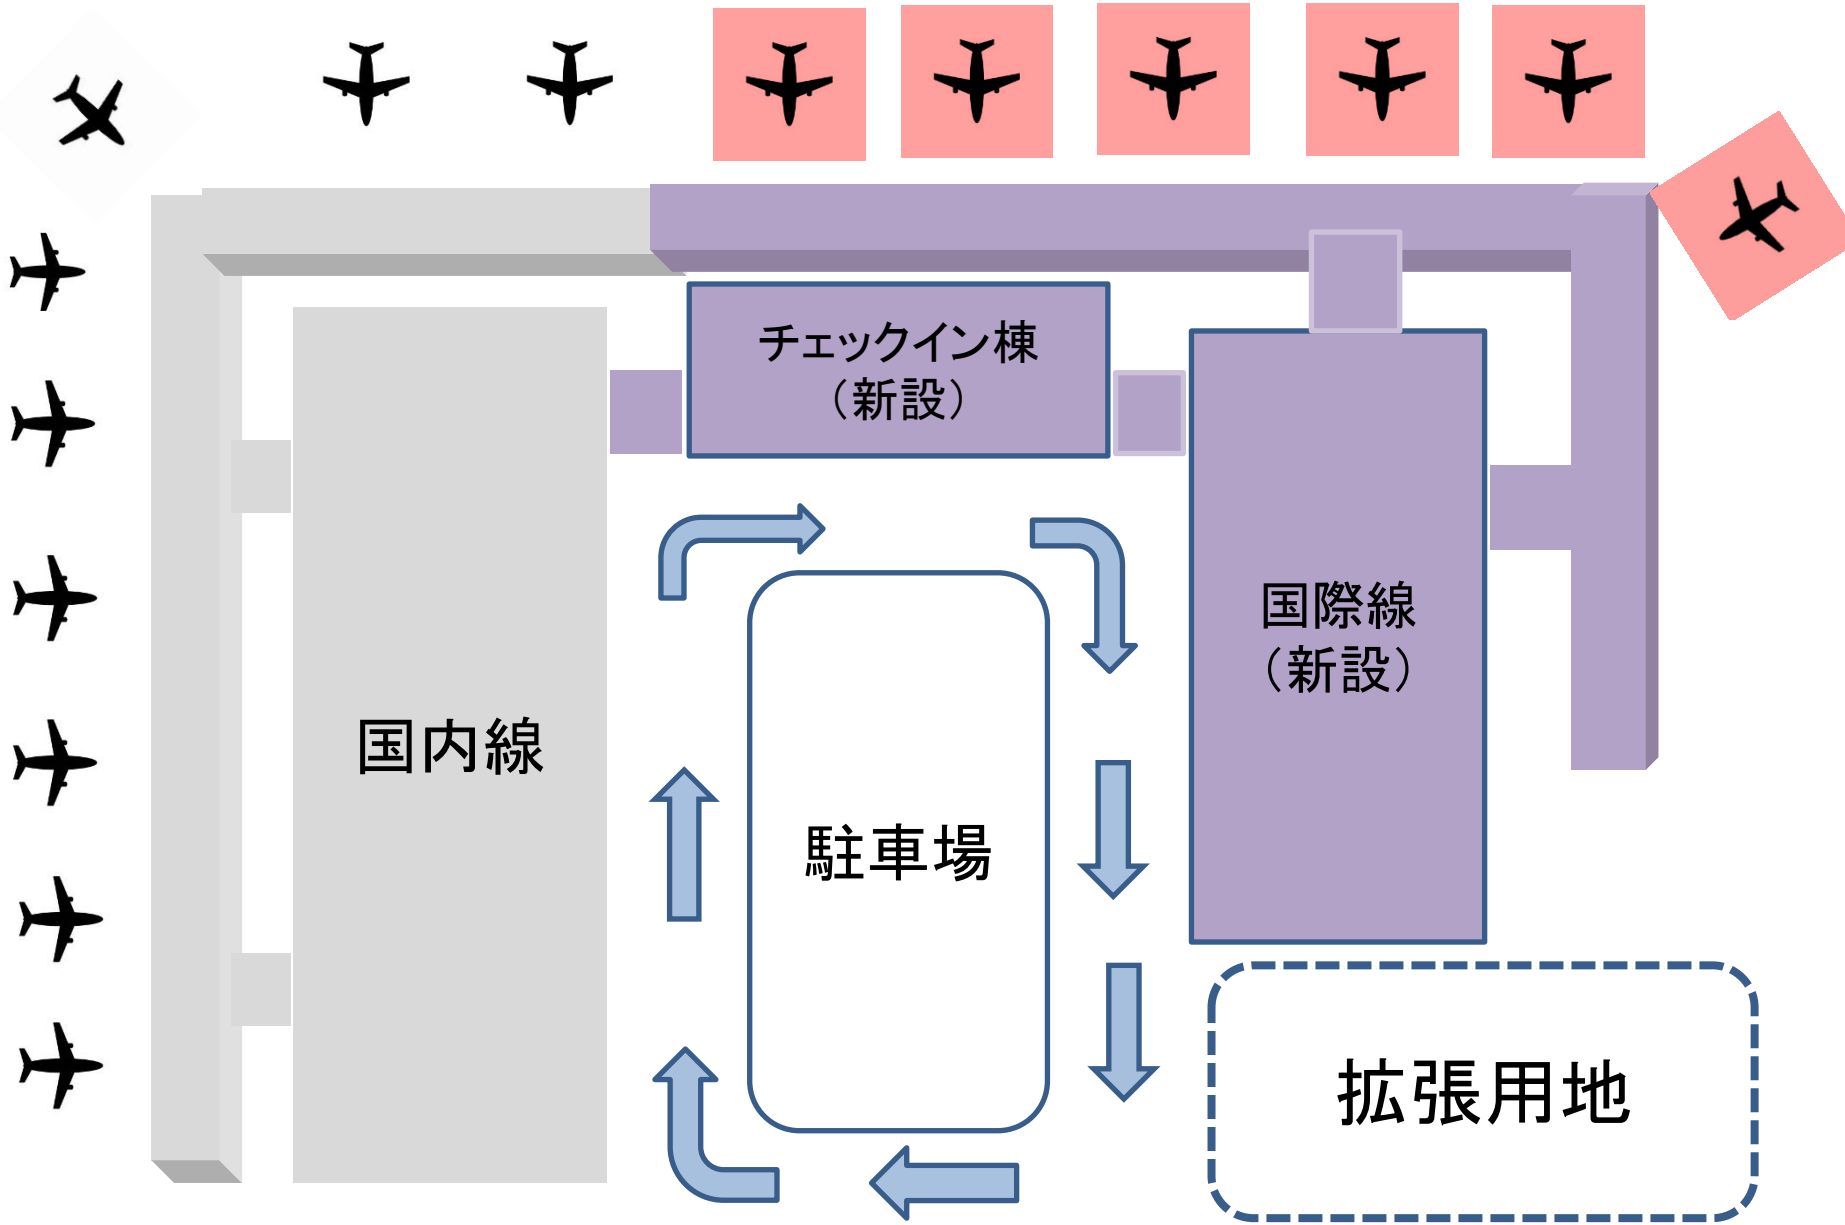 チェックイン棟
（新設）
国際線
（新設）
国内線
駐車場
拡張用地